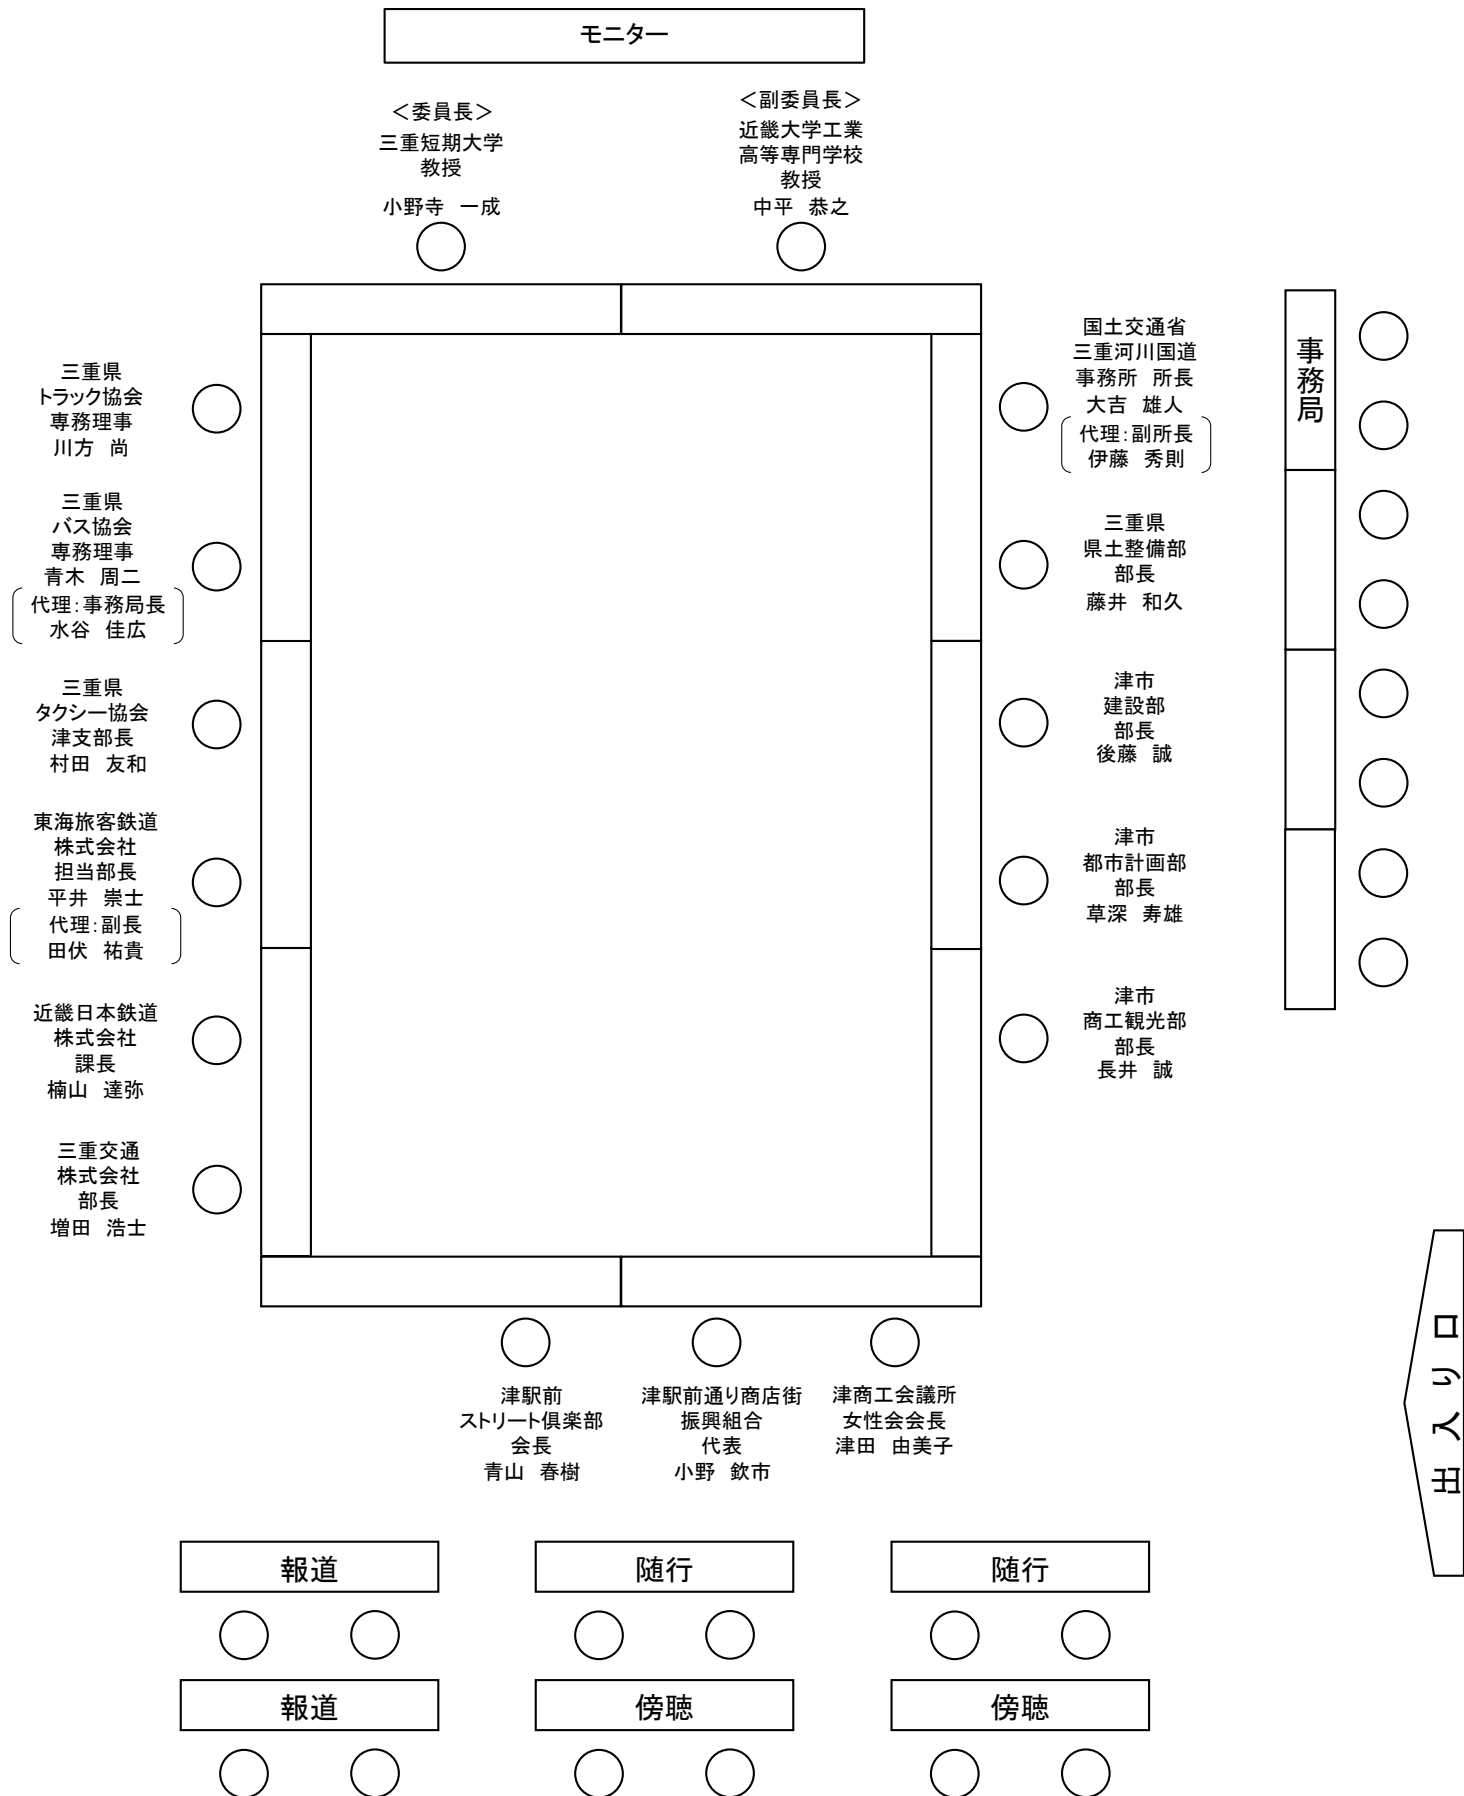 モニター
＜委員長＞
三重短期大学
教授
小野寺　一成
＜副委員長＞
近畿大学工業
高等専門学校
教授
中平　恭之
三重県
トラック協会
専務理事
川方　尚
三重県
バス協会
専務理事
青木　周二
代理：事務局長
水谷　佳広
三重県
タクシー協会
津支部長
村田　友和
東海旅客鉄道
株式会社
担当部長
平井　崇士
代理：副長
田伏　祐貴
近畿日本鉄道
株式会社
課長
楠山　達弥
三重交通
株式会社
部長
増田　浩士
国土交通省
三重河川国道
事務所　所長
大吉　雄人
代理：副所長
伊藤　秀則
三重県
県土整備部
部長
藤井　和久
津市
建設部
部長
後藤　誠
津市
都市計画部
部長
草深　寿雄
津市
商工観光部
部長
長井　誠
事務局
津駅前
ストリート倶楽部
会長
青山　春樹
津駅前通り商店街
振興組合
代表
小野　欽市
津商工会議所
女性会会長
津田　由美子
出入り口
報道
随行
随行
報道
傍聴
傍聴